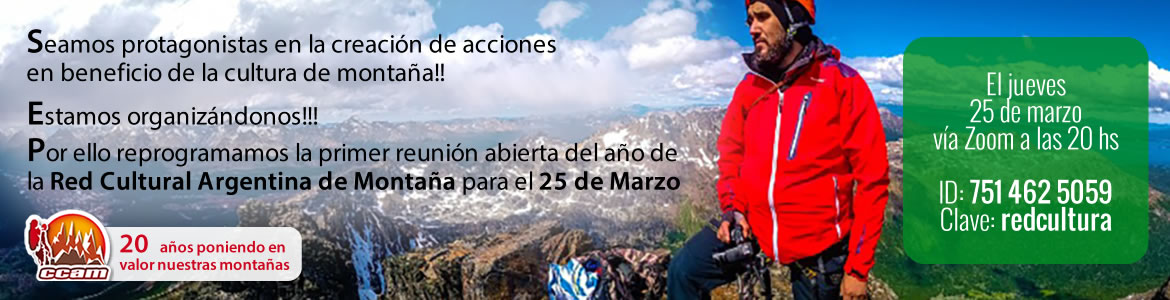 Seamos protagonistas en la creación de acciones
en beneficio de la cultura de montaña!!
Estamos organizándonos!!!
Por ello reprogramamos la primer reunión abierta del año de
la Red Cultural Argentina de Montaña para el 25 de Marzo
ccam
20 años poniendo en
valor nuestras montañas
El jueves
25 de marzo
vía Zoom a las 20 hs
ID: 751 462 5059
Clave: redcultura